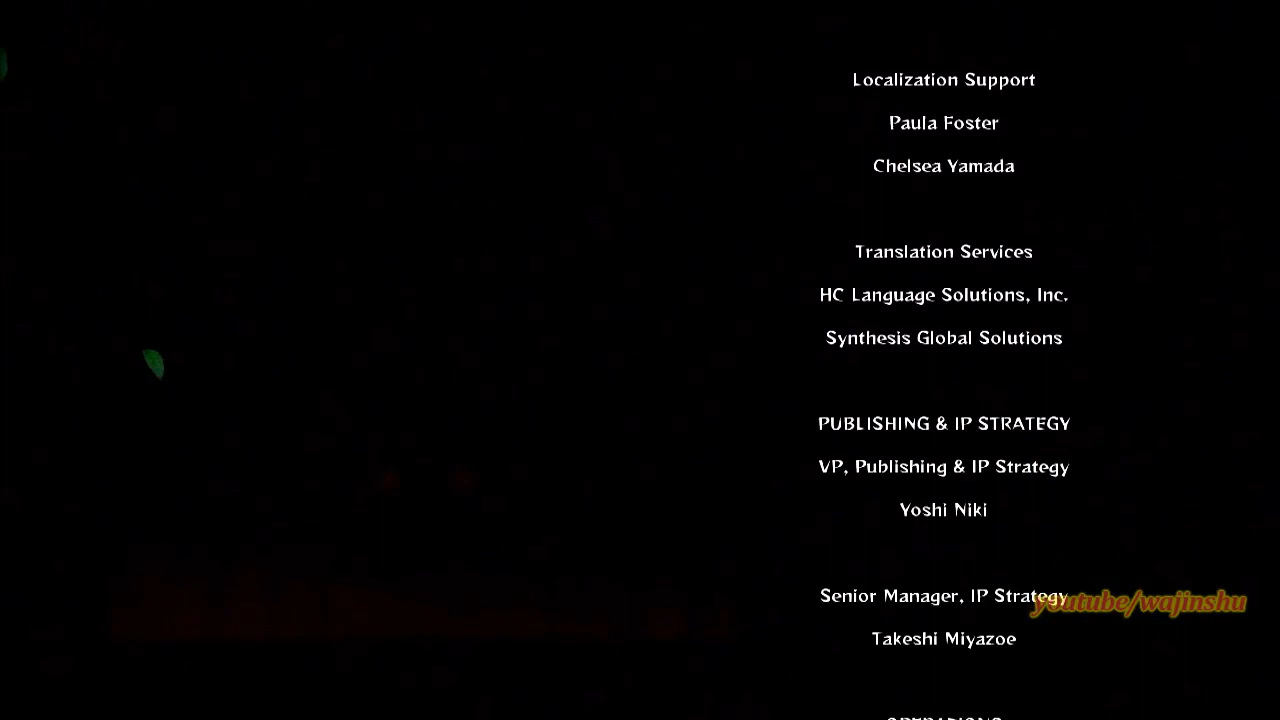 Localization Support
Paula Foster
Chelsea Yamada
Translation Services
HC Language Solutions, Inc.
Synthesis Global Solutions
PUBLISHING & IP STRATEGY
VP, Publishing & IP Strategy
Yoshi Niki
Senior Manager, IP Strategy
youtube/wajinshu
Takeshi Miyazoe
OPERATIONS